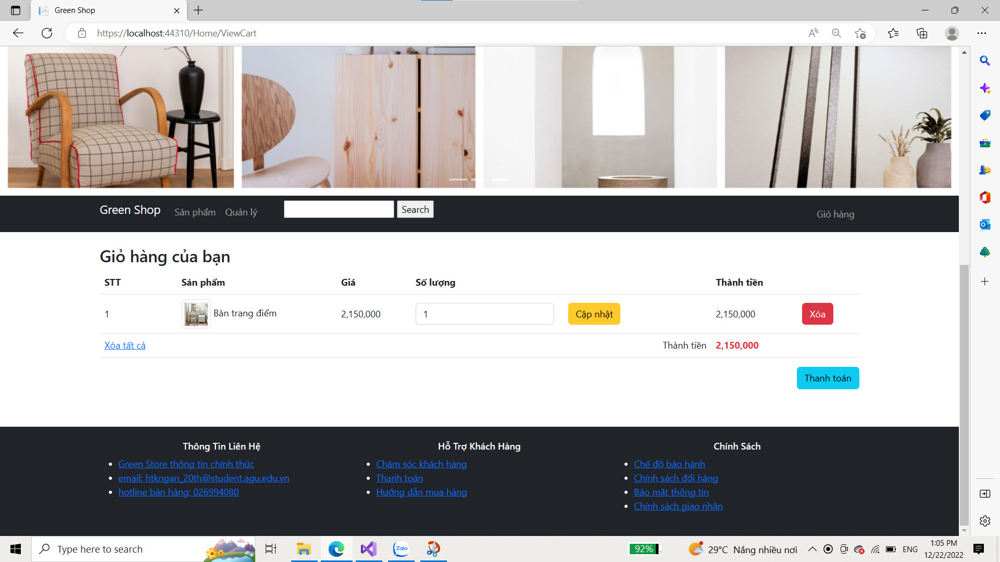 Green Shop
https://localhost:44310/Home/ViewCart
Green Shop Sản phẩm Quản lý Search Giỏ hàng
Giỏ hàng của bạn
STT Sản phẩm Giá Số lượng Thành tiền
1 Bàn trang điểm 2,150,000 1 Cập nhật 2,150,000 Xóa
Xóa tất cả Thành tiền 2,150,000
Thanh toán
Thông Tin Liên Hệ
Green Store thông tin chính thức
email: htkngan_20th@student.agu.edu.vn
hotline bán hàng: 026994080
Hỗ Trợ Khách Hàng
Chăm sóc khách hàng
Thanh toán
Hướng dẫn mua hàng
Chính Sách
Chế độ bảo hành
Chính sách đổi hàng
Bảo mật thông tin
Chính sách giao nhận
Type here to search
Zalo
92%
29°C Nắng nhiều nơi
ENG
1:05 PM
12/22/2022